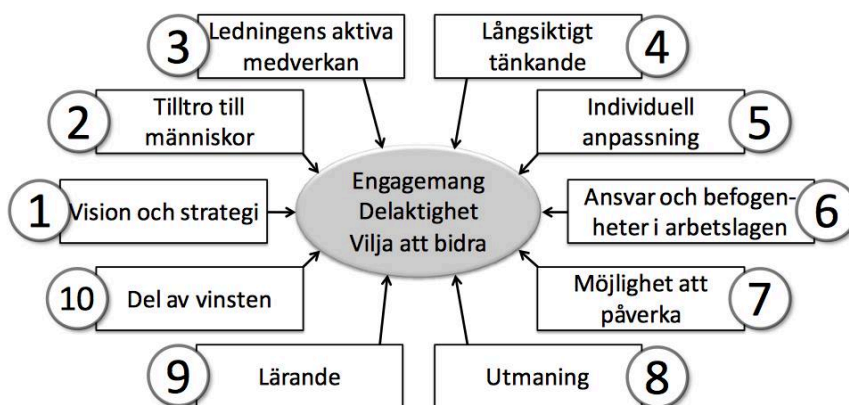 3
Ledningens aktiva
medverkan
Långsiktigt
tänkande
4
2
Tilltro till
människor
Individuell
anpassning
5
1
Vision och strategi
Engagemang
Delaktighet
Vilja att bidra
Ansvar och befogen-
heter i arbetslagen
6
10
Del av vinsten
Möjlighet att
påverka
7
9
Lärande
Utmaning
8